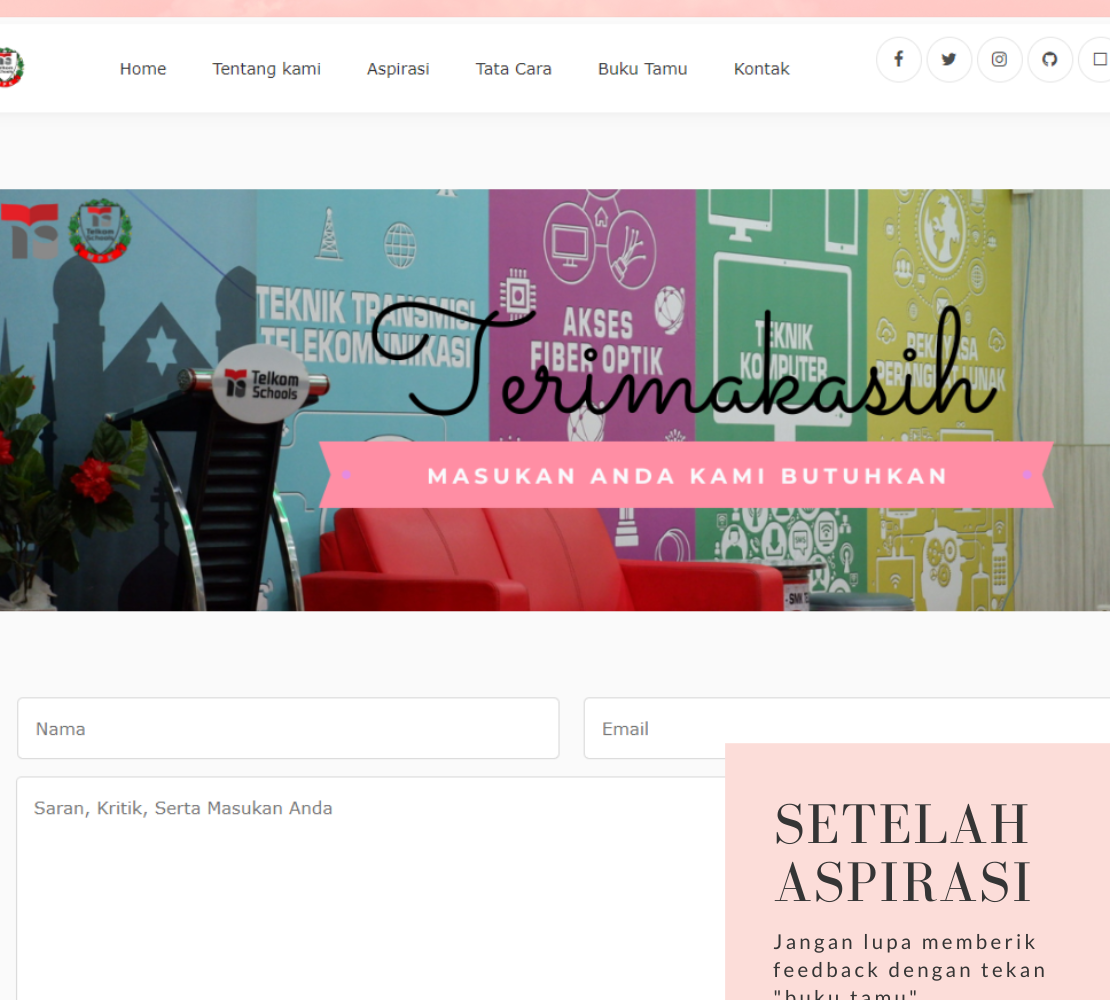 Home Tentang kami Aspirasi Tata Cara Buku Tamu Kontak
TEKNIK TRANSMISI
TELEKOMUNIKASI
AKSES
FIBER OPTIK
TEKNIK
KOMPUTER
REKAYASA
PERANGKAT LUNAK
Telkom
Schools
Terimakasih
MASUKAN ANDA KAMI BUTUHKAN
Nama
Email
Saran, Kritik, Serta Masukan Anda
SETELAH
ASPIRASI
Jangan lupa memberik
feedback dengan tekan
"buku tamu"